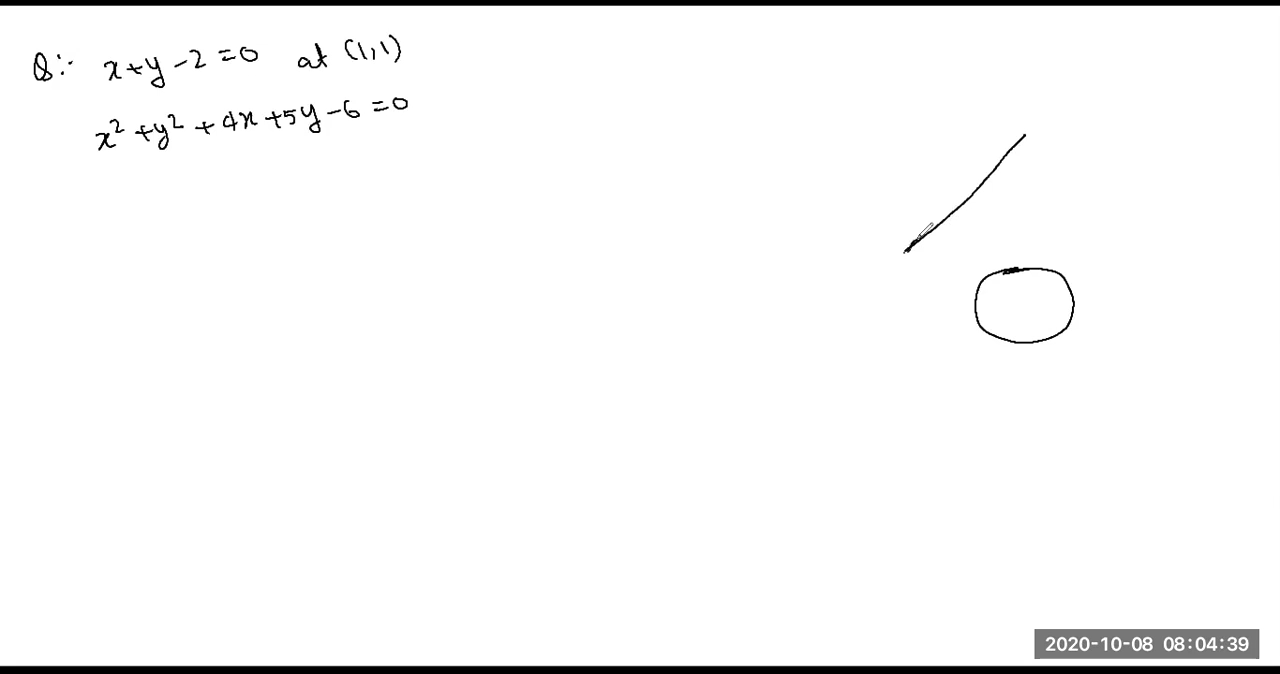 Q:- x+y-2=0 at (1,1)
x²+y²+4x+5y-6=0
2020-10-08 08:04:39